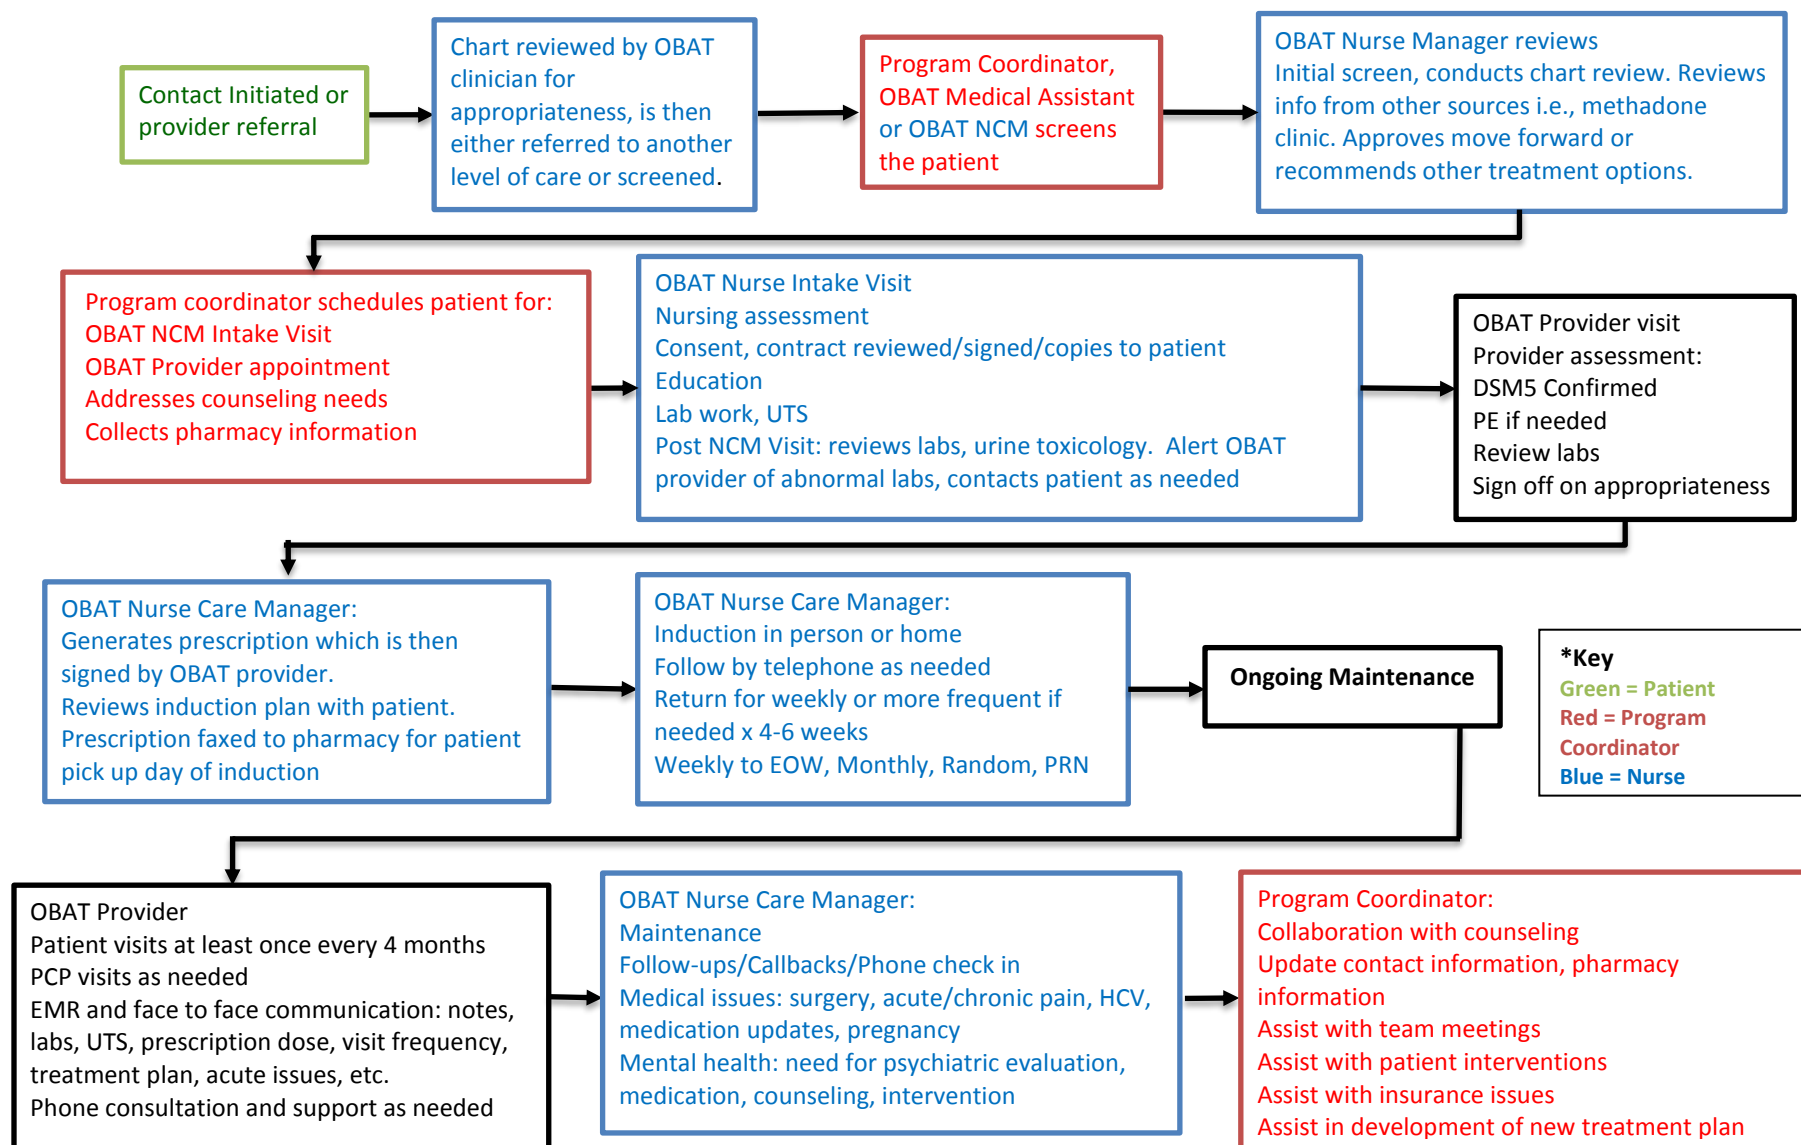 Contact Initiated or
provider referral
Chart reviewed by OBAT
clinician for
appropriateness, is then
either referred to another
level of care or screened.
Program Coordinator,
OBAT Medical Assistant
or OBAT NCM screens
the patient
OBAT Nurse Manager reviews
Initial screen, conducts chart review. Reviews
info from other sources i.e., methadone
clinic. Approves move forward or
recommends other treatment options.
Program coordinator schedules patient for:
OBAT NCM Intake Visit
OBAT Provider appointment
Addresses counseling needs
Collects pharmacy information
OBAT Nurse Intake Visit
Nursing assessment
Consent, contract reviewed/signed/copies to patient
Education
Lab work, UTS
Post NCM Visit: reviews labs, urine toxicology.  Alert OBAT
provider of abnormal labs, contacts patient as needed
OBAT Provider visit
Provider assessment:
DSM5 Confirmed
PE if needed
Review labs
Sign off on appropriateness
OBAT Nurse Care Manager:
Generates prescription which is then
signed by OBAT provider.
Reviews induction plan with patient.
Prescription faxed to pharmacy for patient
pick up day of induction
OBAT Nurse Care Manager:
Induction in person or home
Follow by telephone as needed
Return for weekly or more frequent if
needed x 4-6 weeks
Weekly to EOW, Monthly, Random, PRN
Ongoing Maintenance
*Key
Green = Patient
Red = Program
Coordinator
Blue = Nurse
OBAT Provider
Patient visits at least once every 4 months
PCP visits as needed
EMR and face to face communication: notes,
labs, UTS, prescription dose, visit frequency,
treatment plan, acute issues, etc.
Phone consultation and support as needed
OBAT Nurse Care Manager:
Maintenance
Follow-ups/Callbacks/Phone check in
Medical issues: surgery, acute/chronic pain, HCV,
medication updates, pregnancy
Mental health: need for psychiatric evaluation,
medication, counseling, intervention
Program Coordinator:
Collaboration with counseling
Update contact information, pharmacy
information
Assist with team meetings
Assist with patient interventions
Assist with insurance issues
Assist in development of new treatment plan